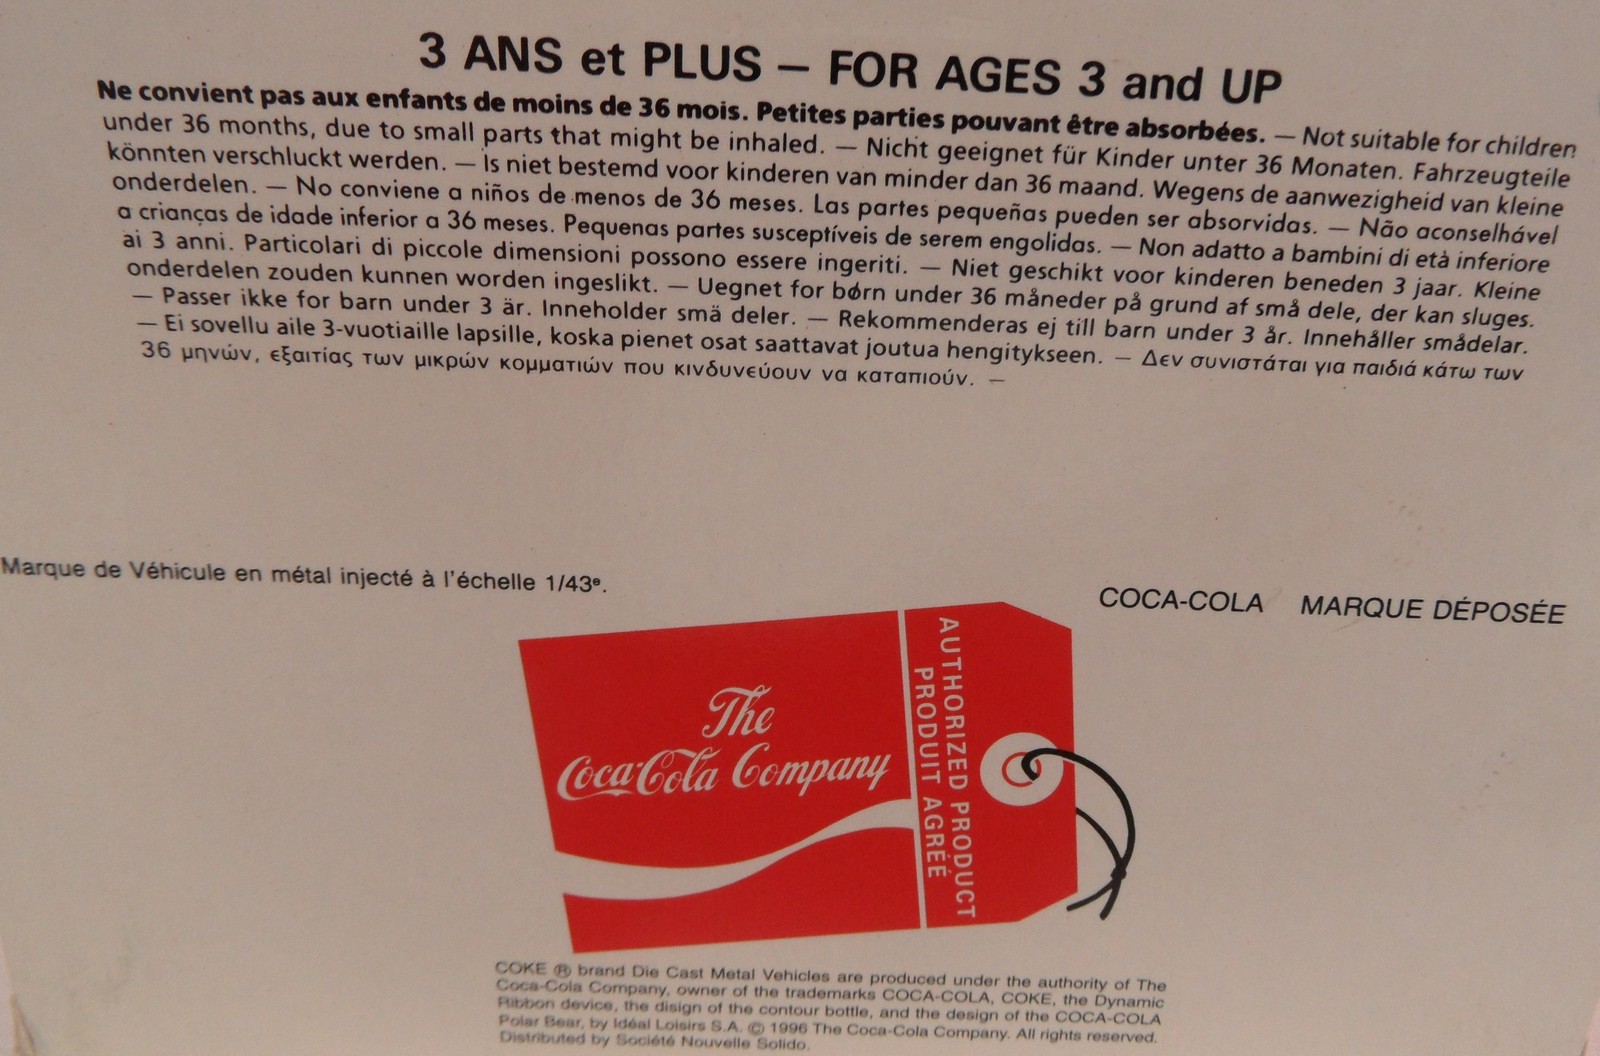 3 ANS et PLUS – FOR AGES 3 and UP
Ne convient pas aux enfants de moins de 36 mois. Petites parties pouvant être absorbées. — Not suitable for children
under 36 months, due to small parts that might be inhaled. — Nicht geeignet für Kinder unter 36 Monaten. Fahrzeugteile
könnten verschluckt werden. — Is niet bestemd voor kinderen van minder dan 36 maand. Wegens de aanwezigheid van kleine
onderdelen. — No conviene a niños de menos de 36 meses. Las partes pequeñas pueden ser absorvidas. — Não aconselhável
a crianças de idade inferior a 36 meses. Pequenas partes susceptíveis de serem engolidas. — Non adatto a bambini di età inferiore
ai 3 anni. Particolari di piccole dimensioni possono essere ingeriti. — Niet geschikt voor kinderen beneden 3 jaar. Kleine
onderdelen zouden kunnen worden ingeslikt. — Uegnet for børn under 36 måneder på grund af små dele, der kan sluges.
— Passer ikke for barn under 3 är. Inneholder smä deler. — Rekommenderas ej till barn under 3 år. Innehåller smådelar.
— Ei sovellu aile 3-vuotiaille lapsille, koska pienet osat saattavat joutua hengitykseen. — Δεν συνιστάται για παιδιά κάτω των
36 μηνών, εξαιτίας των μικρών κομματιών που κινδυνεύουν να καταπιούν. —
Marque de Véhicule en métal injecté à l'échelle 1/43e.
COCA-COLA MARQUE DÉPOSÉE
The
Coca-Cola Company
AUTHORIZED PRODUCT
PRODUIT AGRÉÉ
COKE ® brand Die Cast Metal Vehicles are produced under the authority of The
Coca-Cola Company, owner of the trademarks COCA-COLA, COKE, the Dynamic
Ribbon device, the disign of the contour bottle, and the design of the COCA-COLA
Polar Bear, by Idéal Loisirs S.A. © 1996 The Coca-Cola Company. All rights reserved.
Distributed by Société Nouvelle Solido.